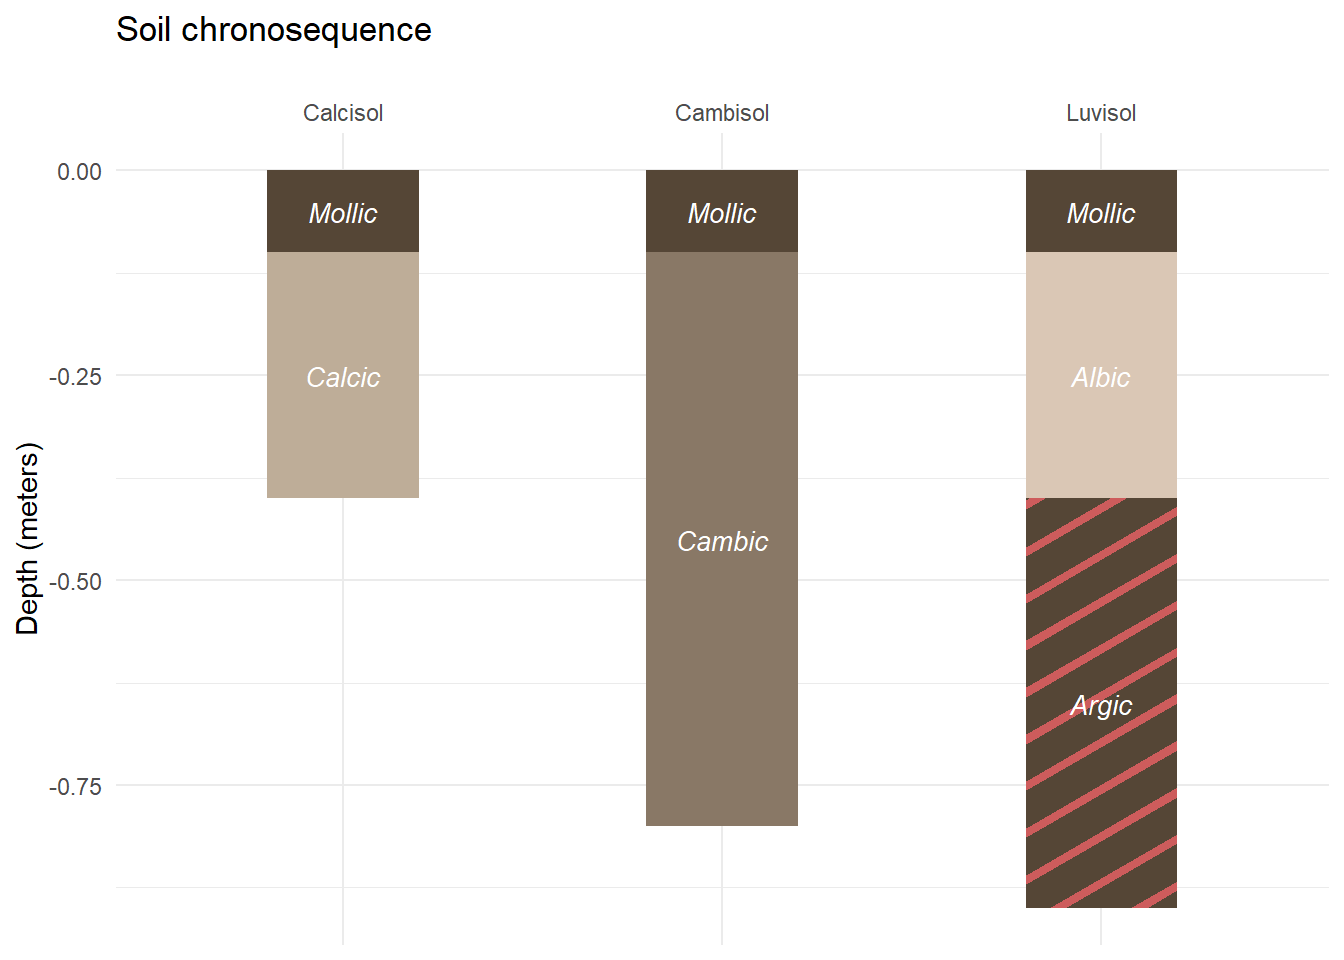 Soil chronosequence
Calcisol Cambisol Luvisol
0.00
Mollic Mollic Mollic
-0.25
Calcic Albic
Depth (meters)
-0.50
Cambic
Argic
-0.75